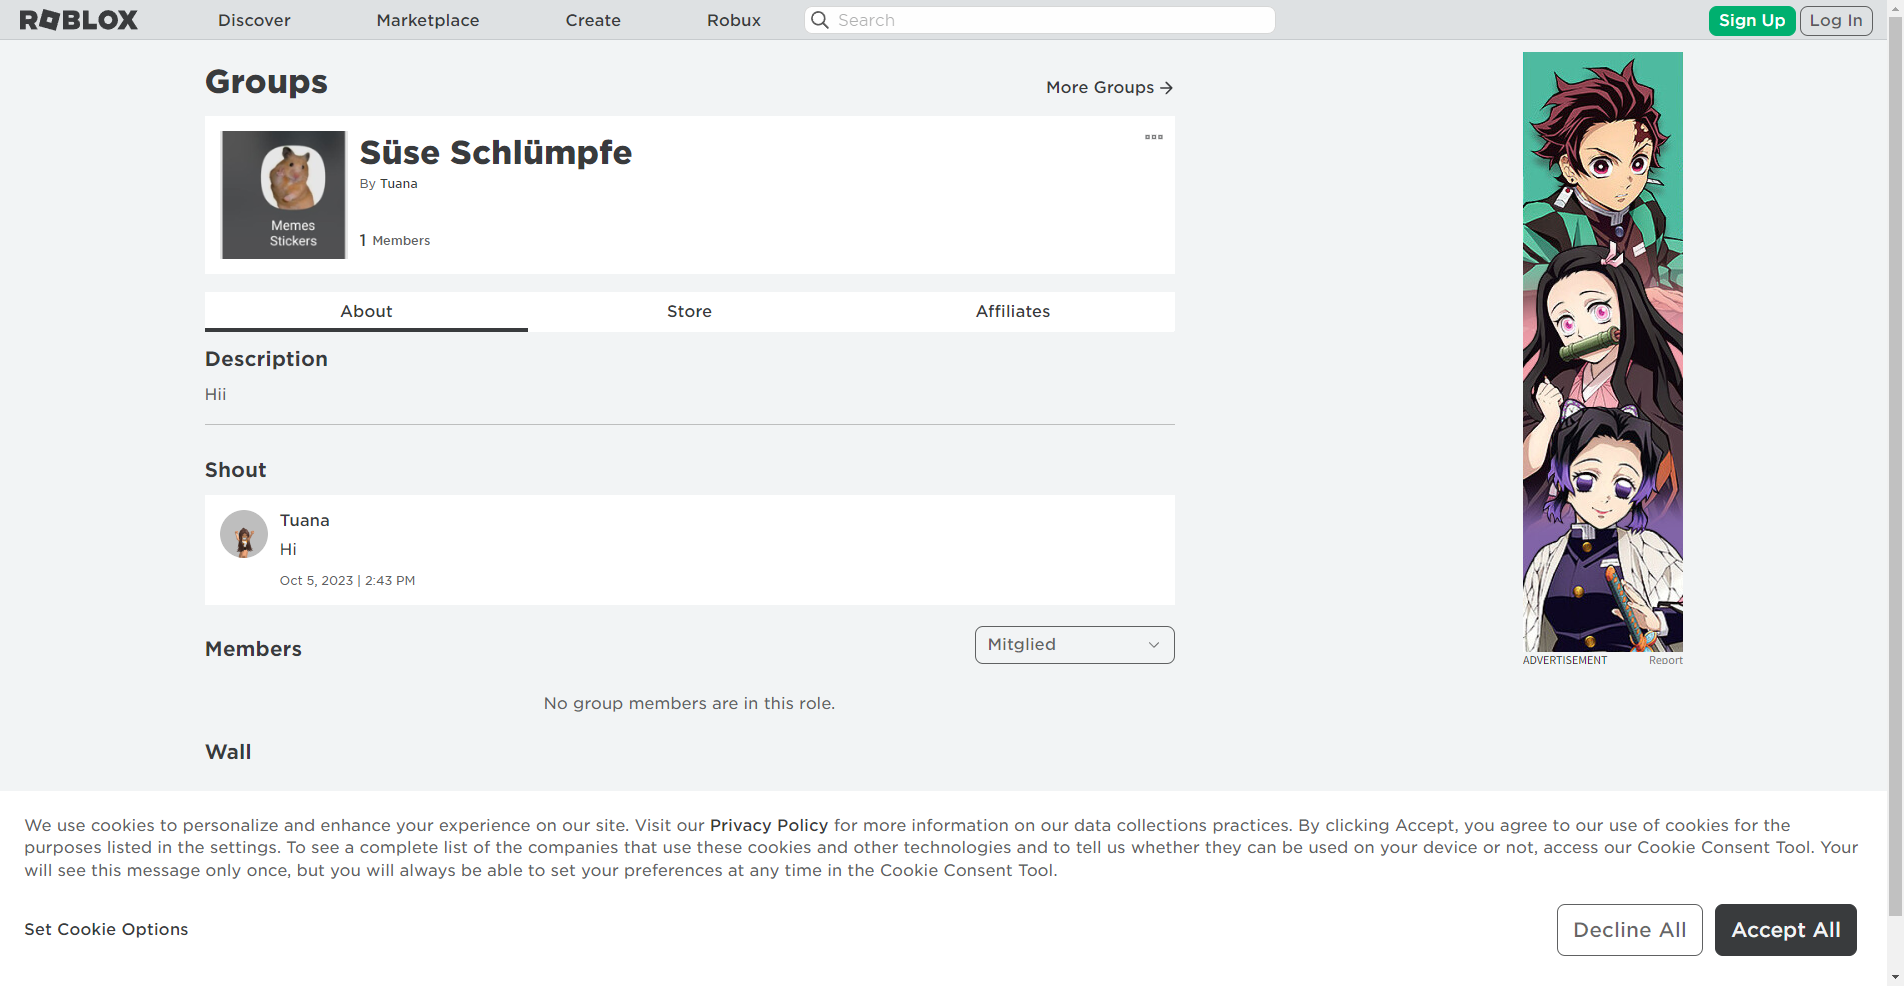 ROBLOX
Discover
Marketplace
Create
Robux
Search
Sign Up
Log In
Groups
More Groups →
Süse Schlümpfe
By Tuana
Memes
Stickers
1 Members
About
Store
Affiliates
Description
Hii
Shout
Tuana
Hi
Oct 5, 2023 | 2:43 PM
Members
Mitglied
ADVERTISEMENT
Report
No group members are in this role.
Wall
We use cookies to personalize and enhance your experience on our site. Visit our Privacy Policy for more information on our data collections practices. By clicking Accept, you agree to our use of cookies for the
purposes listed in the settings. To see a complete list of the companies that use these cookies and other technologies and to tell us whether they can be used on your device or not, access our Cookie Consent Tool. Your
will see this message only once, but you will always be able to set your preferences at any time in the Cookie Consent Tool.
Set Cookie Options
Decline All
Accept All